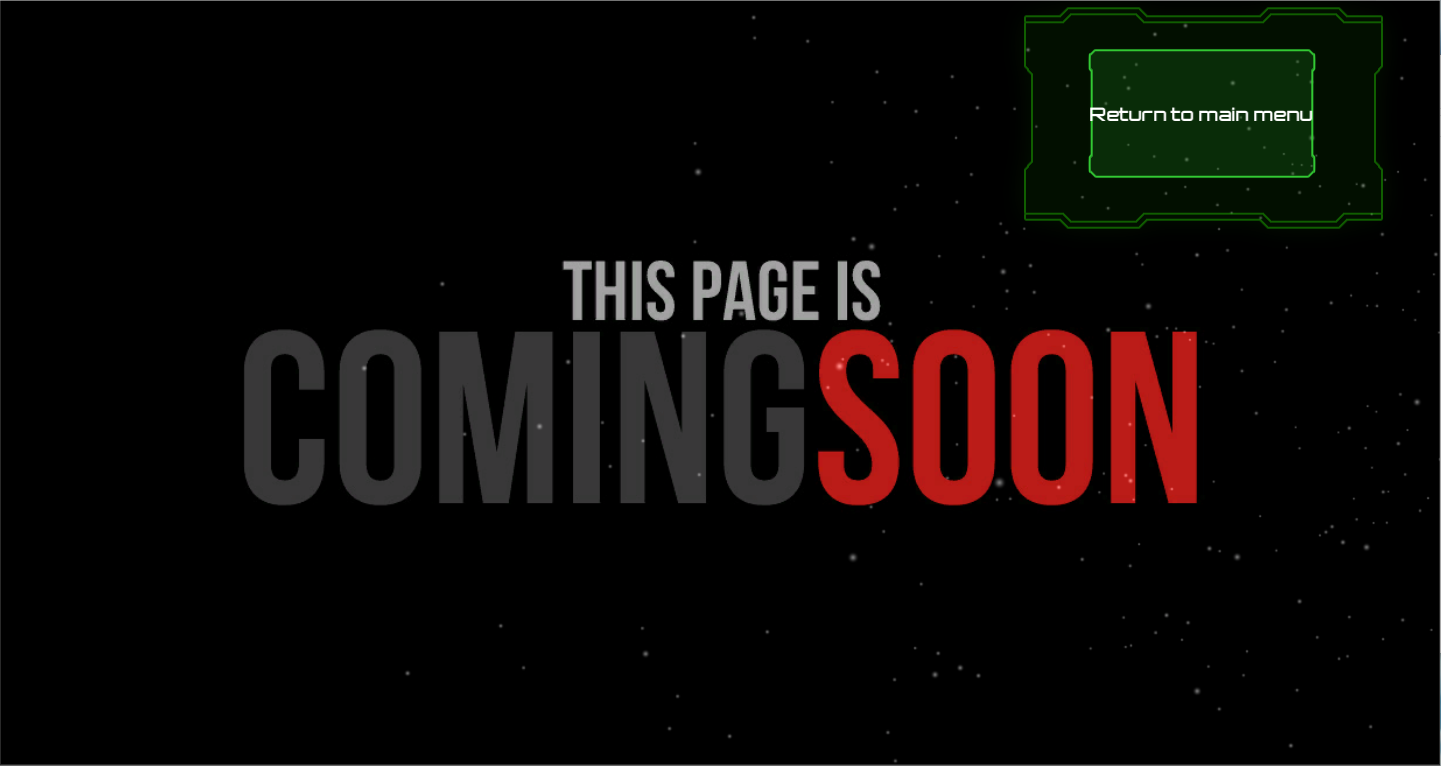 Return to main menu
THIS PAGE IS
COMINGSOON